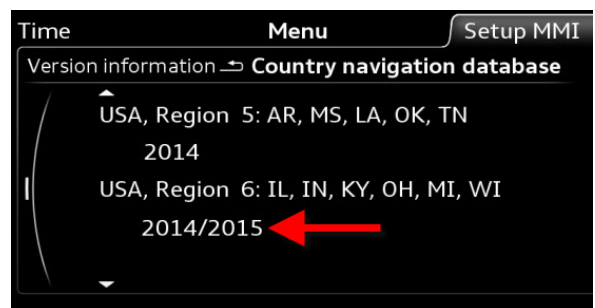 Time Menu Setup MMI
Version information Country navigation database
USA, Region 5: AR, MS, LA, OK, TN
2014
USA, Region 6: IL, IN, KY, OH, MI, WI
2014/2015